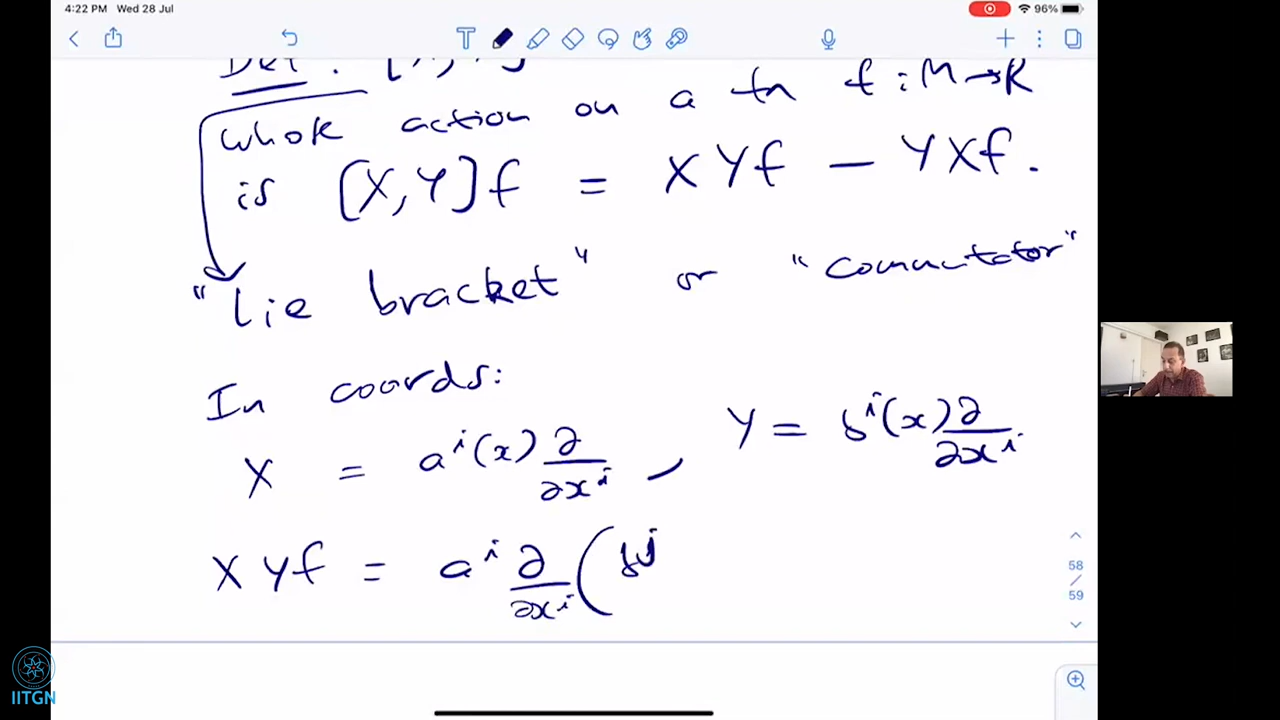 4:22 PM Wed 28 Jul
96%
Def : [X, Y]
whose action on a fn f : M → R
is [X, Y] f = X Y f − Y X f .
"Lie bracket" or "commutator"
In coords:
X = a^i (x) ∂/∂x^i , Y = b^i (x) ∂/∂x^i
X Y f = a^i ∂/∂x^i ( b^j
58
/
59
IITGN